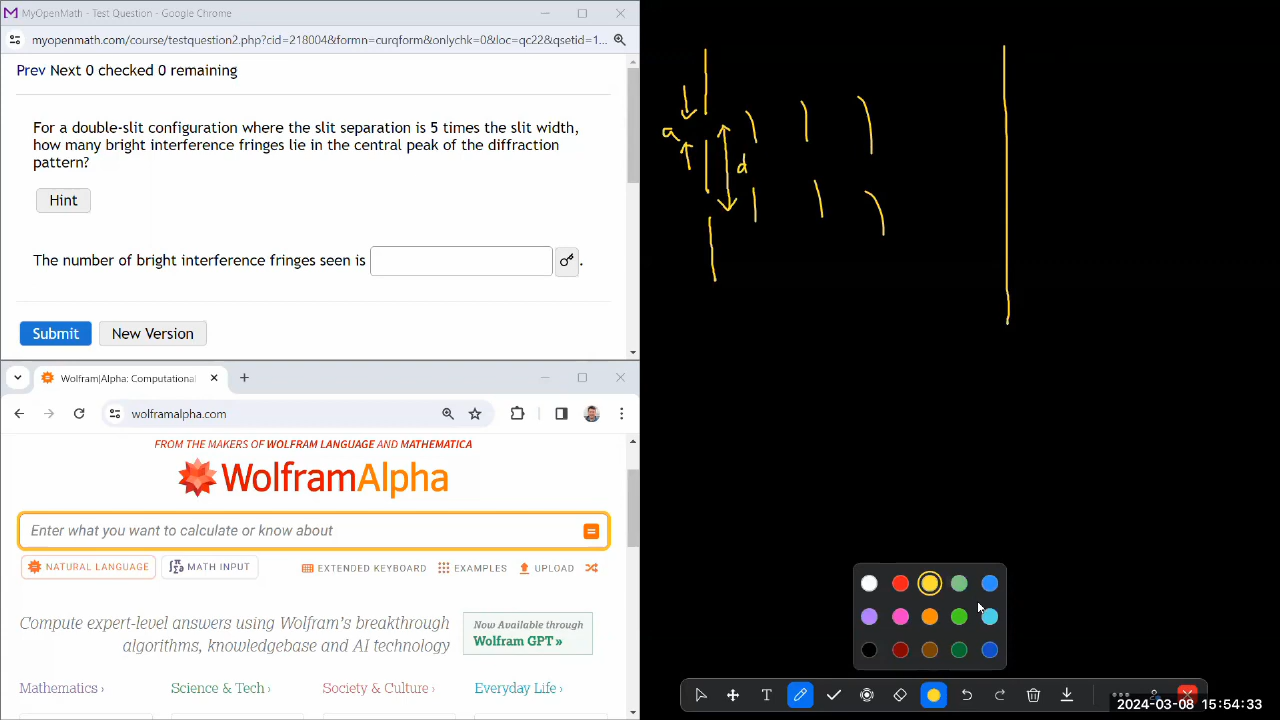 MyOpenMath - Test Question - Google Chrome
myopenmath.com/course/testquestion2.php?cid=218004&formn=curqform&onlychk=0&loc=qc22&qsetid=1...
Prev Next 0 checked 0 remaining
For a double-slit configuration where the slit separation is 5 times the slit width,
how many bright interference fringes lie in the central peak of the diffraction
pattern?
Hint
The number of bright interference fringes seen is
.
Submit
New Version
a
d
Wolfram|Alpha: Computational
wolframalpha.com
FROM THE MAKERS OF WOLFRAM LANGUAGE AND MATHEMATICA
WolframAlpha
Enter what you want to calculate or know about
NATURAL LANGUAGE
MATH INPUT
EXTENDED KEYBOARD
EXAMPLES
UPLOAD
Compute expert-level answers using Wolfram's breakthrough
algorithms, knowledgebase and AI technology
Now Available through
Wolfram GPT »
Mathematics ›
Science & Tech ›
Society & Culture ›
Everyday Life ›
T
2024-03-08 15:54:33